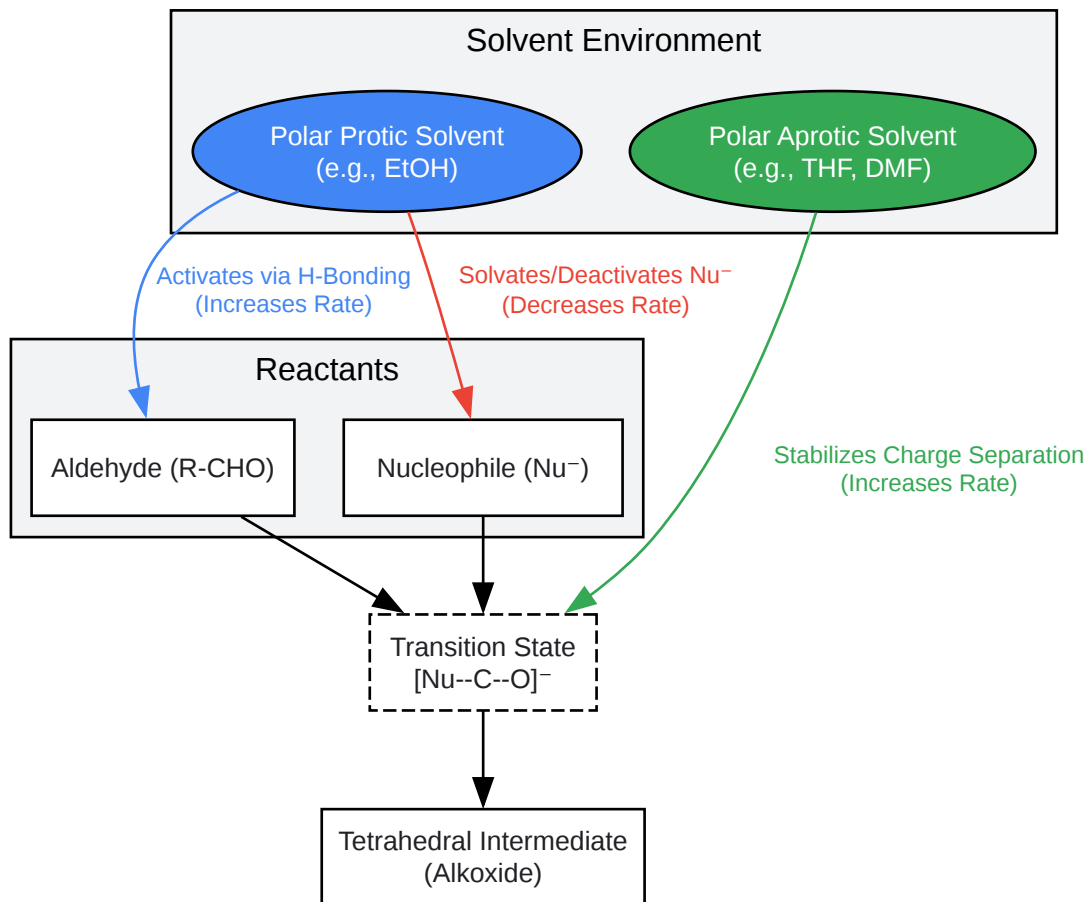 Solvent Environment
Polar Protic Solvent
(e.g., EtOH)
Polar Aprotic Solvent
(e.g., THF, DMF)
Activates via H-Bonding
(Increases Rate)
Solvates/Deactivates Nu⁻
(Decreases Rate)
Reactants
Aldehyde (R-CHO)
Nucleophile (Nu⁻)
Stabilizes Charge Separation
(Increases Rate)
Transition State
[Nu--C--O]⁻
Tetrahedral Intermediate
(Alkoxide)